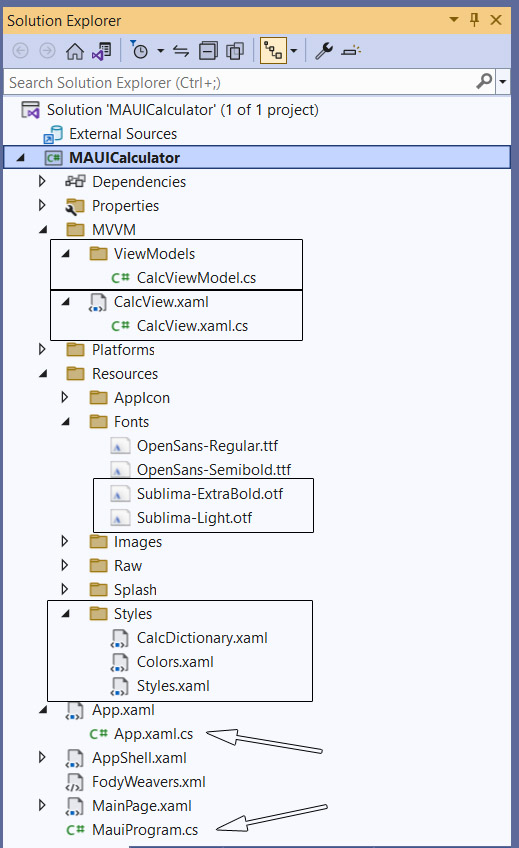 Solution Explorer
Search Solution Explorer (Ctrl+;)
Solution 'MAUICalculator' (1 of 1 project)
External Sources
C# MAUICalculator
Dependencies
Properties
MVVM
ViewModels
C# CalcViewModel.cs
CalcView.xaml
C# CalcView.xaml.cs
Platforms
Resources
AppIcon
Fonts
OpenSans-Regular.ttf
OpenSans-Semibold.ttf
Sublima-ExtraBold.otf
Sublima-Light.otf
Images
Raw
Splash
Styles
CalcDictionary.xaml
Colors.xaml
Styles.xaml
App.xaml
C# App.xaml.cs
AppShell.xaml
FodyWeavers.xml
MainPage.xaml
C# MauiProgram.cs